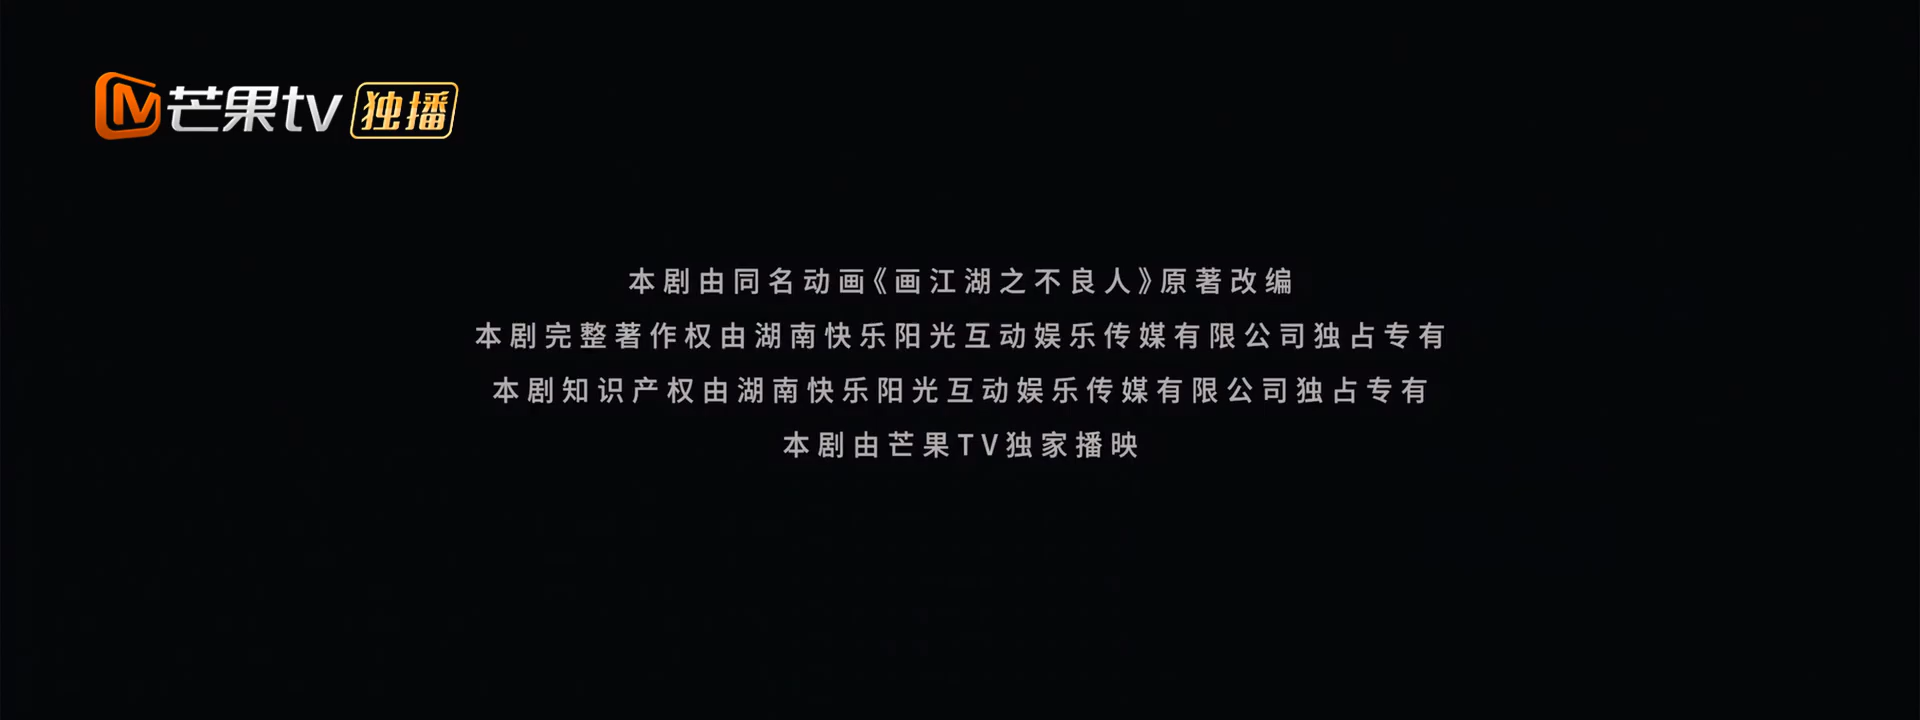 芒果tv 独播
本剧由同名动画《画江湖之不良人》原著改编
本剧完整著作权由湖南快乐阳光互动娱乐传媒有限公司独占专有
本剧知识产权由湖南快乐阳光互动娱乐传媒有限公司独占专有
本剧由芒果TV独家播映